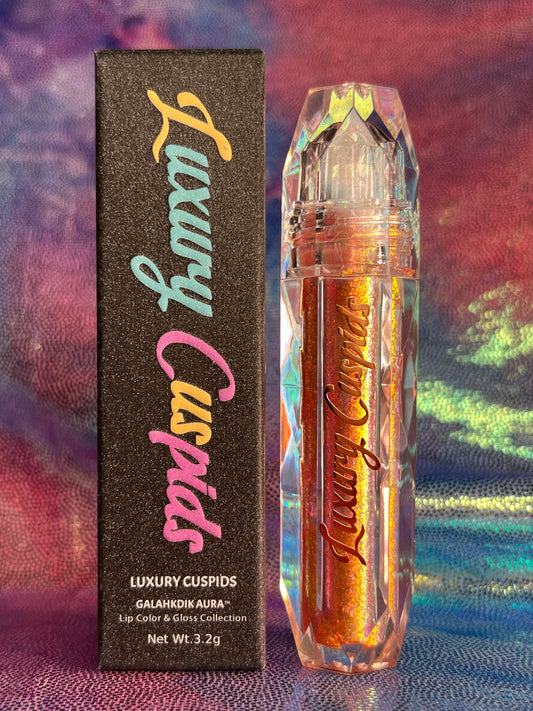 Luxury Cuspids
LUXURY CUSPIDS
GALAHKDIK AURA™
Lip Color & Gloss Collection
Net Wt.3.2g
Luxury Cuspids